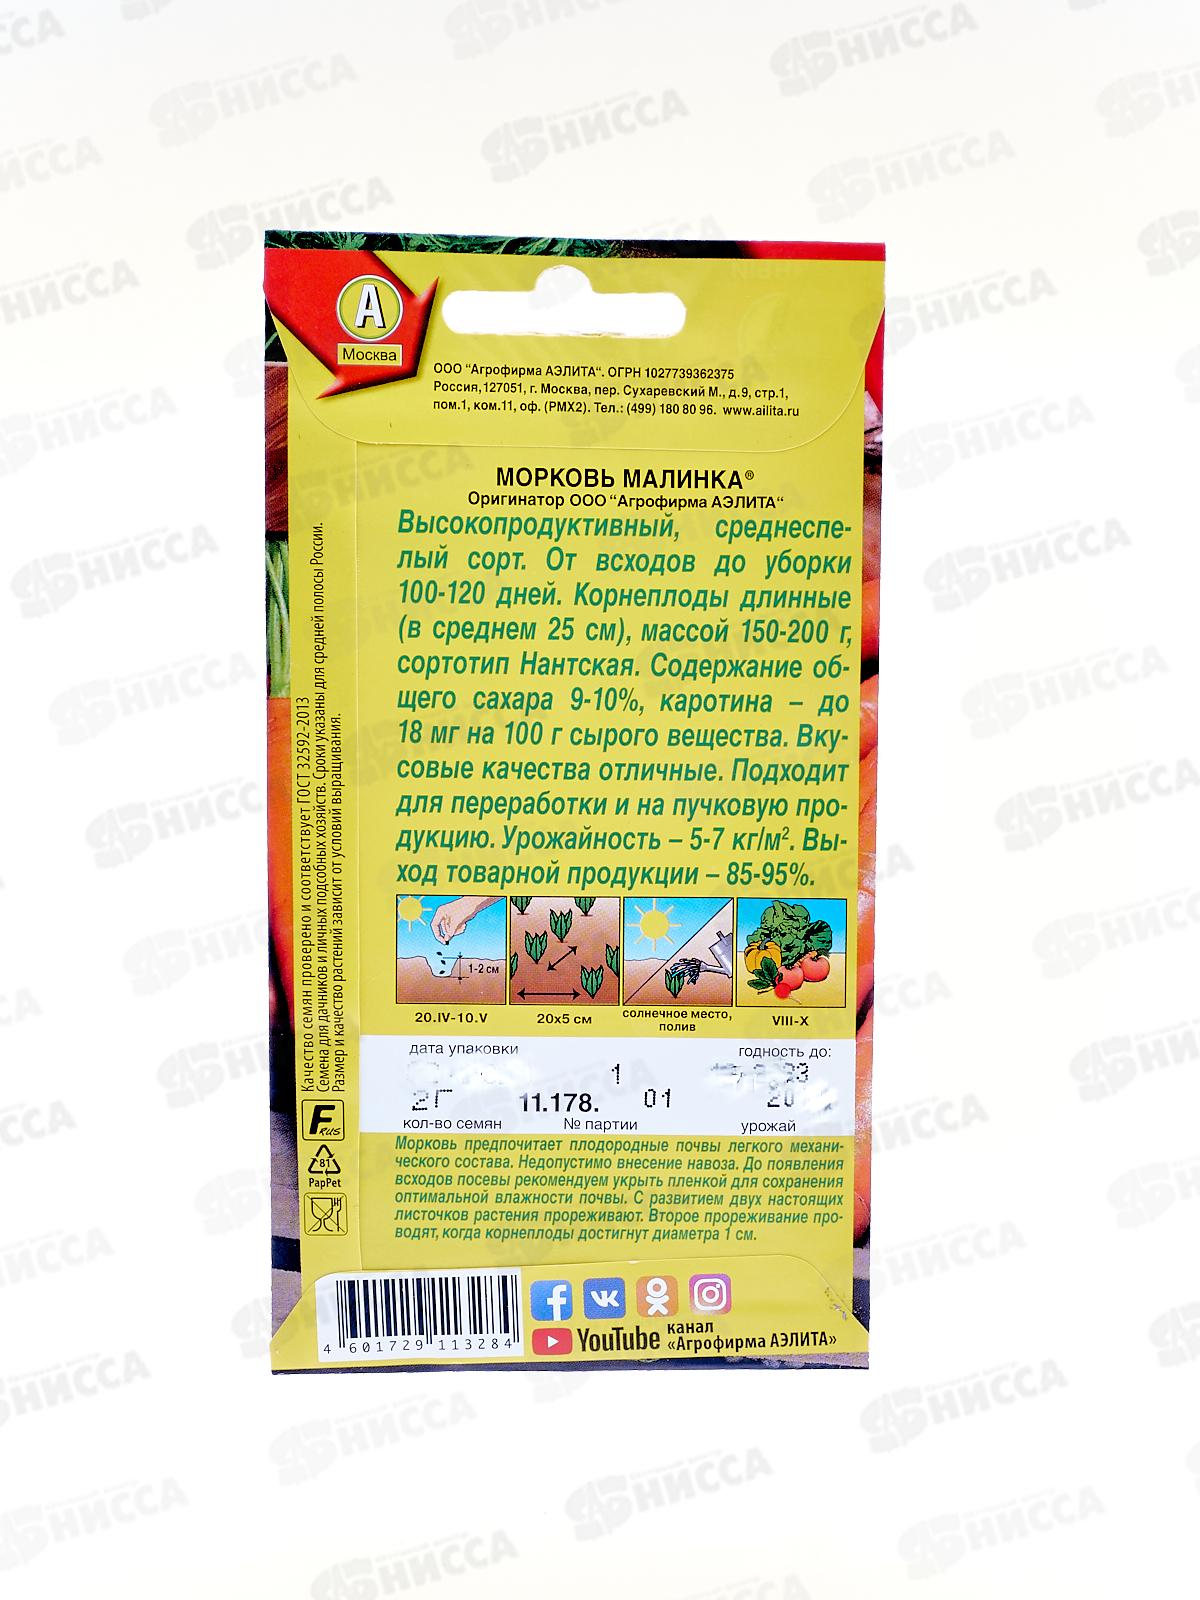 А
Москва
ООО "Агрофирма АЭЛИТА". ОГРН 1027739362375
Россия,127051, г. Москва, пер. Сухаревский М., д.9, стр.1,
пом.1, ком.11, оф. (РМХ2). Тел.: (499) 180 80 96. www.ailita.ru
МОРКОВЬ МАЛИНКА®
Оригинатор ООО "Агрофирма АЭЛИТА"
Высокопродуктивный, среднеспе-
лый сорт. От всходов до уборки
100-120 дней. Корнеплоды длинные
(в среднем 25 см), массой 150-200 г,
сортотип Нантская. Содержание об-
щего сахара 9-10%, каротина – до
18 мг на 100 г сырого вещества. Вку-
совые качества отличные. Подходит
для переработки и на пучковую про-
дукцию. Урожайность – 5-7 кг/м². Вы-
ход товарной продукции – 85-95%.
1-2 см
20.IV-10.V
20х5 см
солнечное место,
полив
VIII-X
дата упаковки
годность до:
1
2Г
11.178.
01
кол-во семян
№ партии
урожай
Морковь предпочитает плодородные почвы легкого механи-
ческого состава. Недопустимо внесение навоза. До появления
всходов посевы рекомендуем укрыть пленкой для сохранения
оптимальной влажности почвы. С развитием двух настоящих
листочков растения прореживают. Второе прореживание про-
водят, когда корнеплоды достигнут диаметра 1 см.
Качество семян проверено и соответствует ГОСТ 32592-2013
Семена для дачников и личных подсобных хозяйств. Сроки указаны для средней полосы России.
Размер и качество растений зависит от условий выращивания.
F RUS
81
PapPet
4 601729 113284
YouTube
канал
«Агрофирма АЭЛИТА»
НИССА